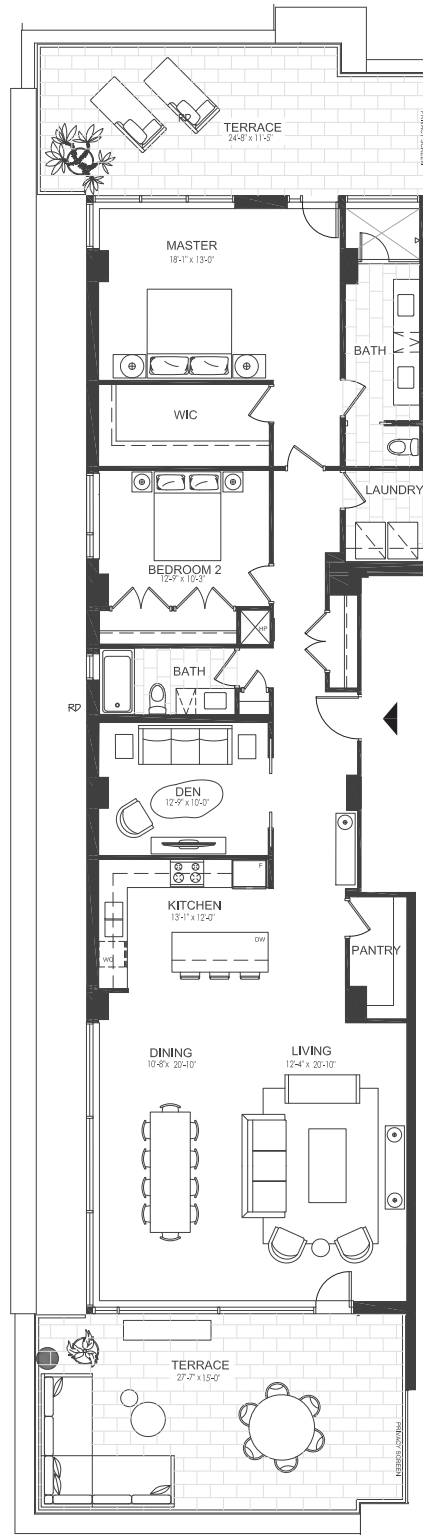 RD
TERRACE
24'-8" x 11'-5"
PRIVACY SCREEN
MASTER
18'-1" x 13'-0"
BATH
WIC
LAUNDRY
BEDROOM 2
12'-9" x 10'-3"
HP
BATH
RD
DEN
12'-9" x 10'-0"
F
KITCHEN
13'-1" x 12'-0"
DW
WO
PANTRY
DINING
10'-8" x 20'-10"
LIVING
12'-4" x 20'-10"
TERRACE
27'-7" x 15'-0"
PRIVACY SCREEN